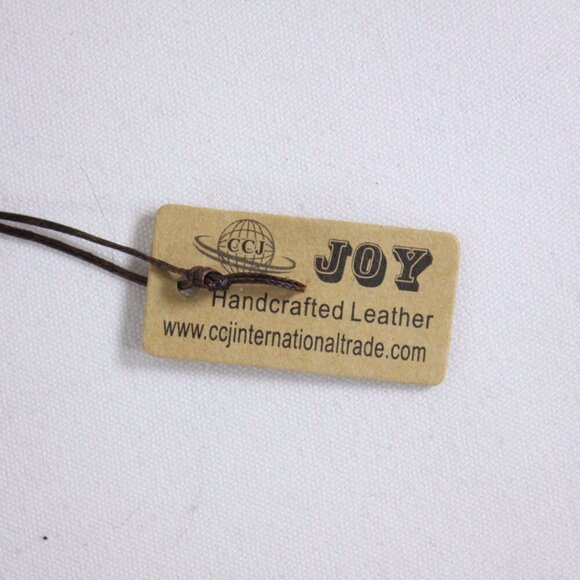 CCJ JOY
Handcrafted Leather
www.ccjinternationaltrade.com